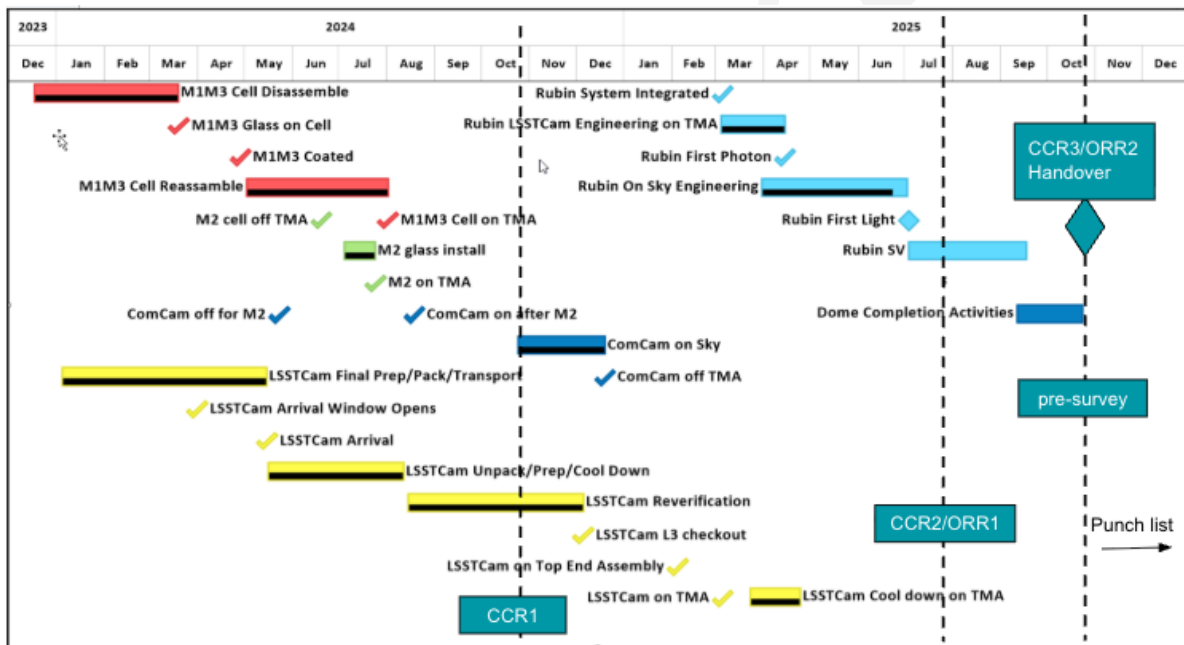 2023 2024 2025
Dec Jan Feb Mar Apr May Jun Jul Aug Sep Oct Nov Dec Jan Feb Mar Apr May Jun Jul Aug Sep Oct Nov Dec
M1M3 Cell Disassemble
Rubin System Integrated
M1M3 Glass on Cell
Rubin LSSTCam Engineering on TMA
M1M3 Coated
Rubin First Photon
CCR3/ORR2
Handover
M1M3 Cell Reassamble
Rubin On Sky Engineering
M2 cell off TMA
M1M3 Cell on TMA
Rubin First Light
M2 glass install
Rubin SV
M2 on TMA
ComCam off for M2
ComCam on after M2
Dome Completion Activities
ComCam on Sky
LSSTCam Final Prep/Pack/Transport
ComCam off TMA
pre-survey
LSSTCam Arrival Window Opens
LSSTCam Arrival
LSSTCam Unpack/Prep/Cool Down
LSSTCam Reverification
CCR2/ORR1
Punch list
LSSTCam L3 checkout
LSSTCam on Top End Assembly
LSSTCam on TMA
LSSTCam Cool down on TMA
CCR1